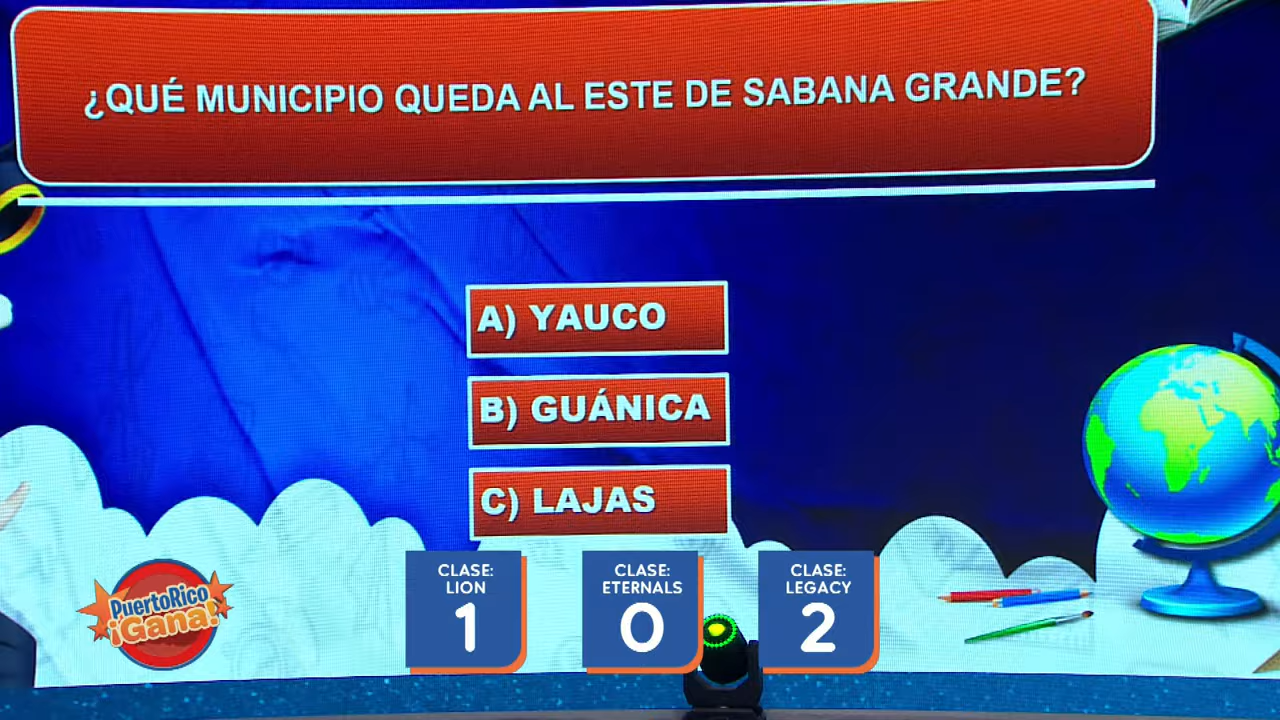 ¿QUÉ MUNICIPIO QUEDA AL ESTE DE SABANA GRANDE?
A) YAUCO
B) GUÁNICA
C) LAJAS
CLASE:
LION
1
CLASE:
ETERNALS
0
CLASE:
LEGACY
2
PuertoRico
¡Gana!